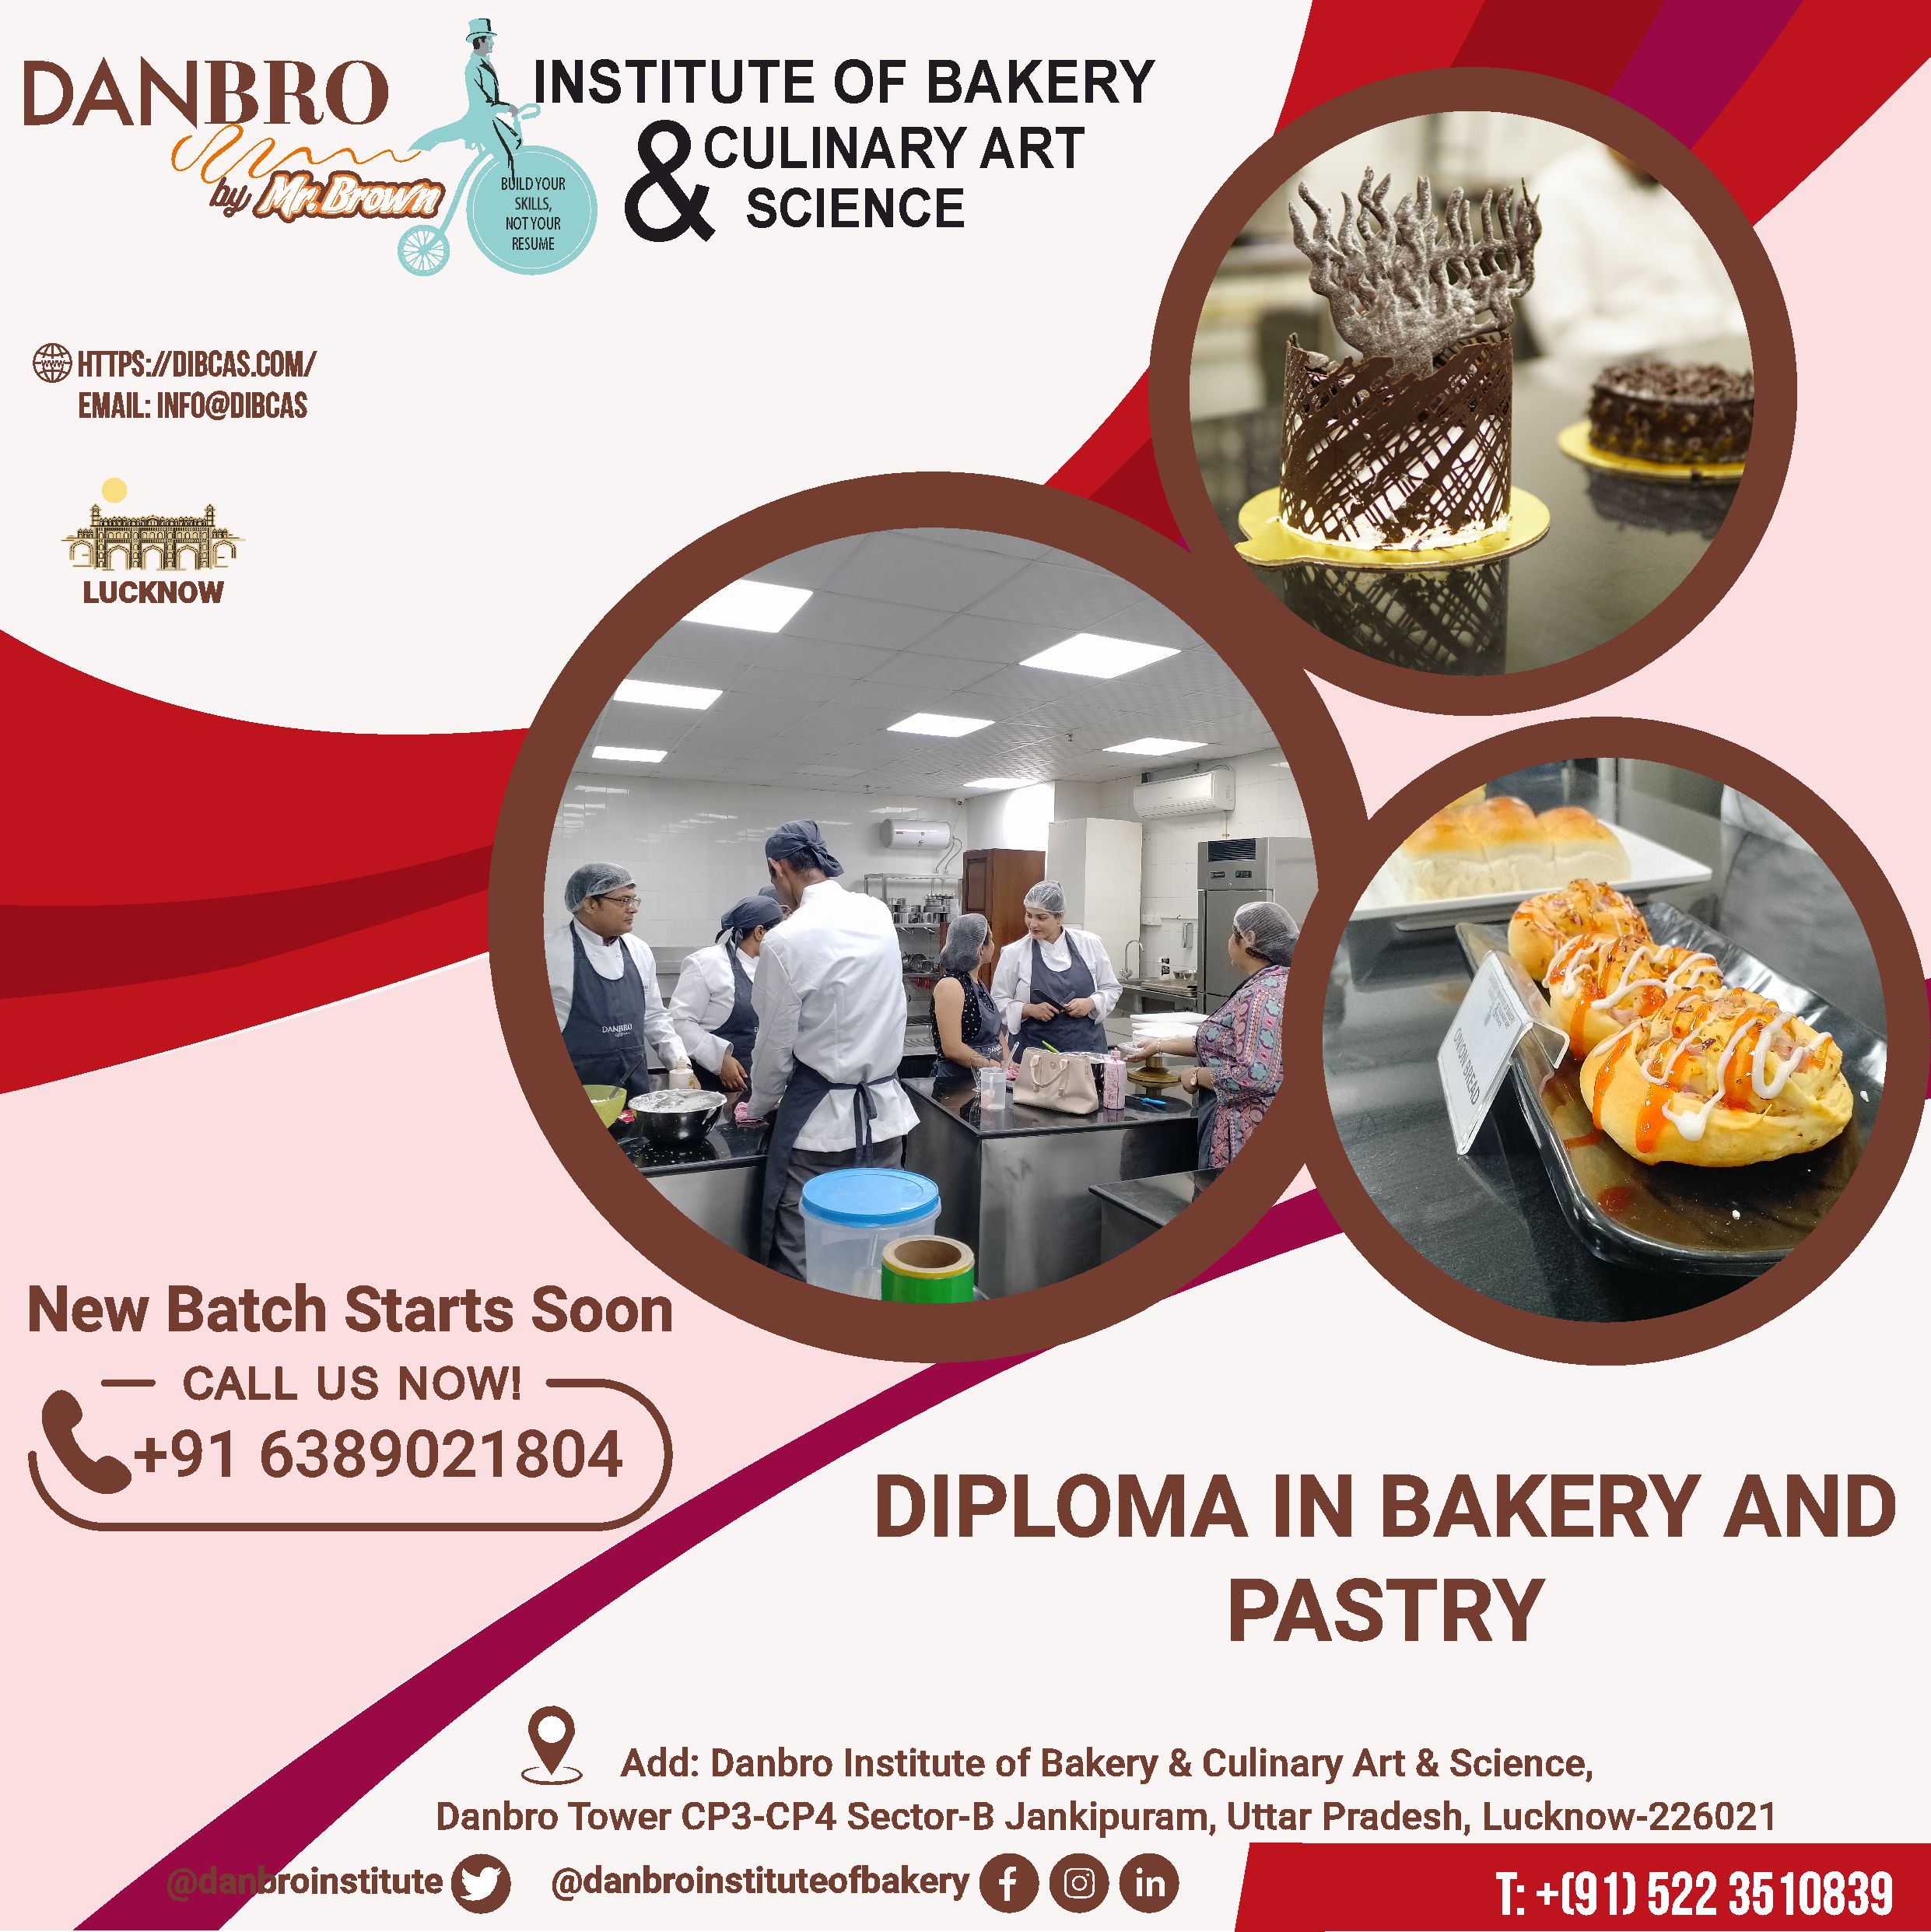 DANBRO
by Mr. Brown
BUILD YOUR
SKILLS,
NOT YOUR
RESUME
INSTITUTE OF BAKERY
& CULINARY ART
SCIENCE
HTTPS://DIBCAS.COM/
EMAIL: INFO@DIBCAS
LUCKNOW
DANBRO
ONION BREAD
New Batch Starts Soon
CALL US NOW!
+91 6389021804
DIPLOMA IN BAKERY AND
PASTRY
Add: Danbro Institute of Bakery & Culinary Art & Science,
Danbro Tower CP3-CP4 Sector-B Jankipuram, Uttar Pradesh, Lucknow-226021
@danbroinstitute
@danbroinstituteofbakery
T: +(91) 522 3510839